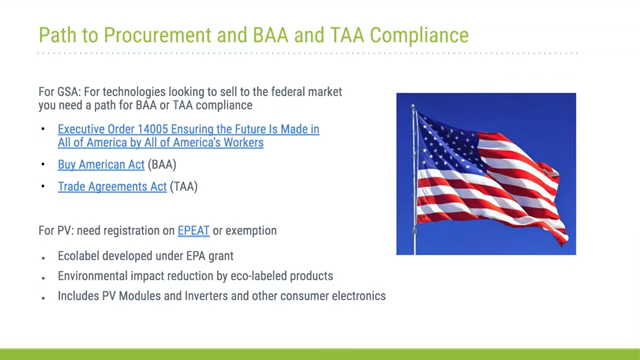 Path to Procurement and BAA and TAA Compliance
For GSA: For technologies looking to sell to the federal market
you need a path for BAA or TAA compliance
• Executive Order 14005 Ensuring the Future Is Made in
All of America by All of America's Workers
• Buy American Act (BAA)
• Trade Agreements Act (TAA)
For PV: need registration on EPEAT or exemption
• Ecolabel developed under EPA grant
• Environmental impact reduction by eco-labeled products
• Includes PV Modules and Inverters and other consumer electronics